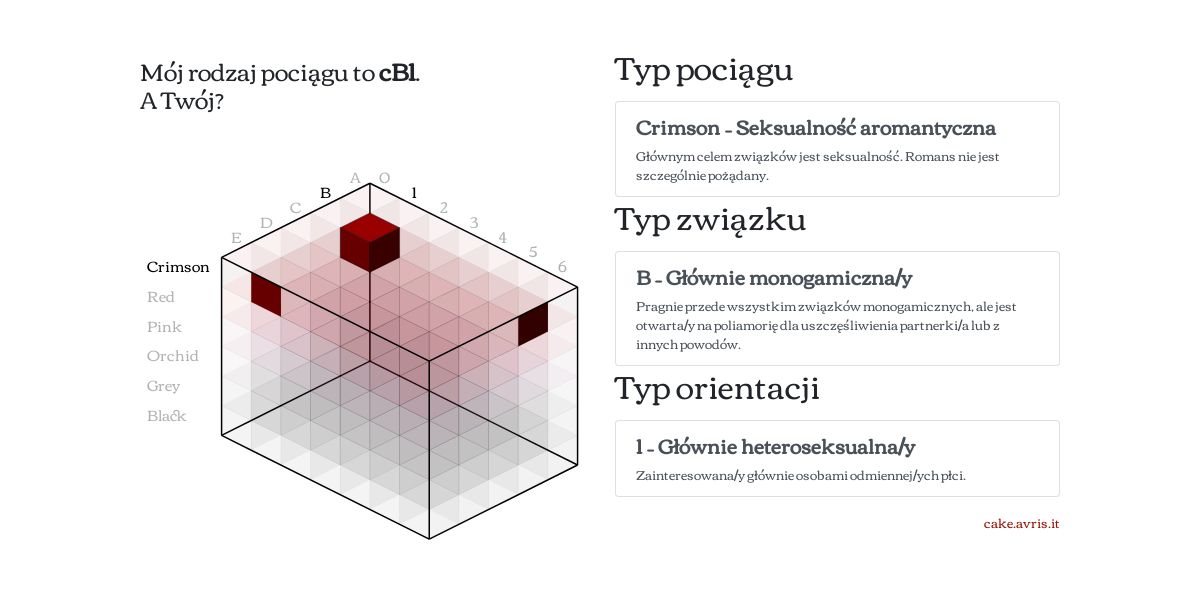 Mój rodzaj pociągu to cB1.
A Twój?
A O
B 1
C 2
D 3
E 4
5
6
Crimson
Red
Pink
Orchid
Grey
Black
Typ pociągu
Crimson – Seksualność aromantyczna
Głównym celem związków jest seksualność. Romans nie jest
szczególnie pożądany.
Typ związku
B – Głównie monogamiczna/y
Pragnie przede wszystkim związków monogamicznych, ale jest
otwarta/y na poliamorię dla uszczęśliwienia partnerki/a lub z
innych powodów.
Typ orientacji
1 – Głównie heteroseksualna/y
Zainteresowana/y głównie osobami odmiennej/ych płci.
cake.avris.it